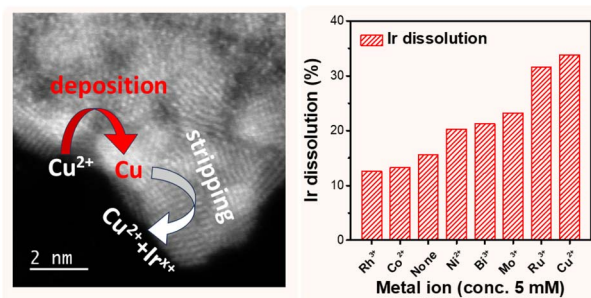 deposition
Cu²⁺
Cu
stripping
Cu²⁺+Irˣ⁺
2 nm
Ir dissolution
Ir dissolution (%)
40
30
20
10
0
Rh³⁺
Co²⁺
None
Ni²⁺
Bi³⁺
Mo³⁺
Ru³⁺
Cu²⁺
Metal ion (conc. 5 mM)